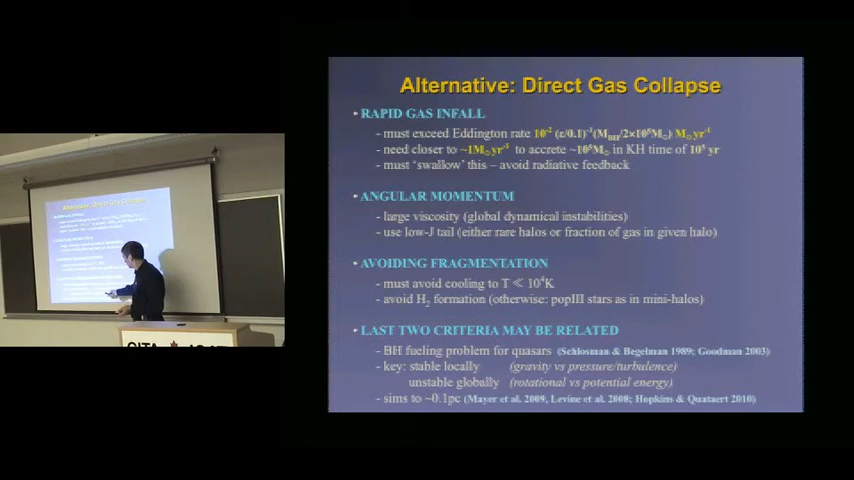 Alternative: Direct Gas Collapse
• RAPID GAS INFALL
- must exceed Eddington rate 10⁻² (ε/0.1)⁻¹(M_BH/2×10⁵M☉) M☉yr⁻¹
- need closer to ~1M☉yr⁻¹ to accrete ~10⁵M☉ in KH time of 10⁵ yr
- must ‘swallow’ this – avoid radiative feedback
• ANGULAR MOMENTUM
- large viscosity (global dynamical instabilities)
- use low-J tail (either rare halos or fraction of gas in given halo)
• AVOIDING FRAGMENTATION
- must avoid cooling to T ≪ 10⁴K
- avoid H₂ formation (otherwise: popIII stars as in mini-halos)
• LAST TWO CRITERIA MAY BE RELATED
- BH fueling problem for quasars (Schlosman & Begelman 1989; Goodman 2003)
- key: stable locally (gravity vs pressure/turbulence)
unstable globally (rotational vs potential energy)
- sims to ~0.1pc (Mayer et al. 2009, Levine et al. 2008; Hopkins & Quataert 2010)
Alternative: Direct Gas Collapse